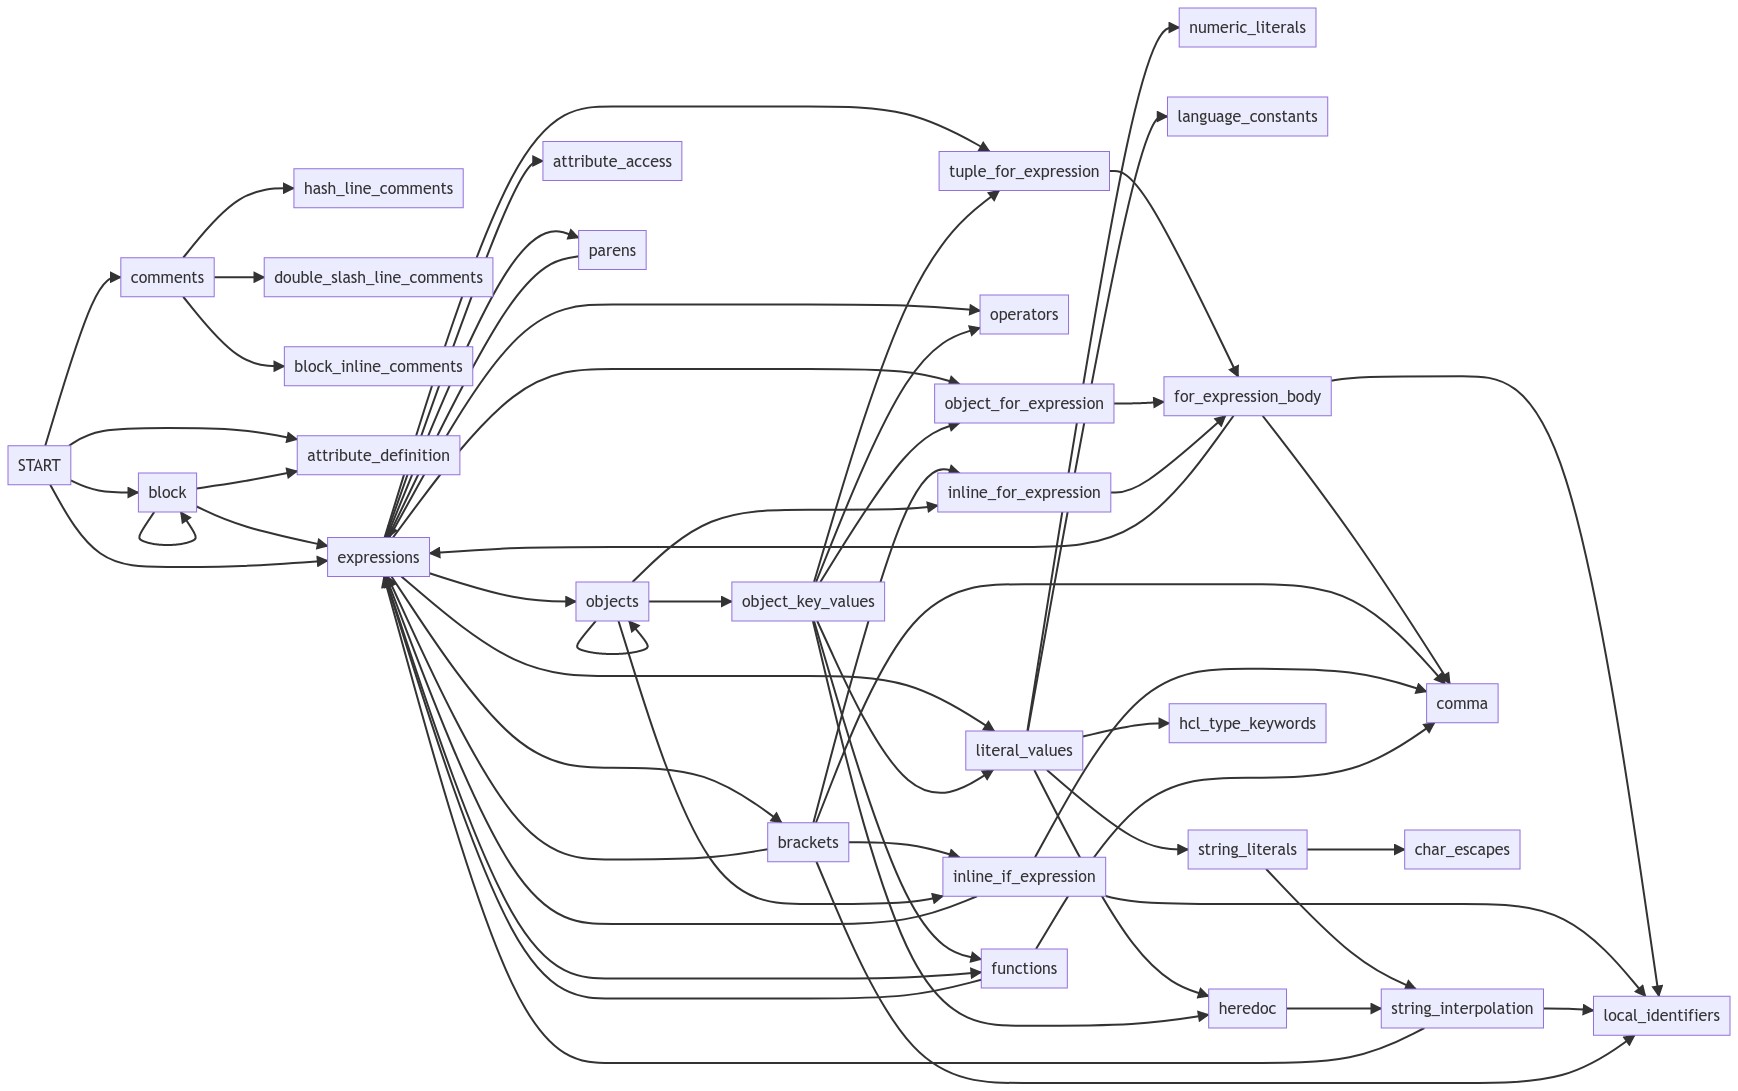 numeric_literals
language_constants
attribute_access
tuple_for_expression
hash_line_comments
parens
comments
double_slash_line_comments
operators
block_inline_comments
object_for_expression
for_expression_body
START
attribute_definition
block
inline_for_expression
expressions
objects
object_key_values
comma
literal_values
hcl_type_keywords
brackets
string_literals
char_escapes
inline_if_expression
functions
heredoc
string_interpolation
local_identifiers